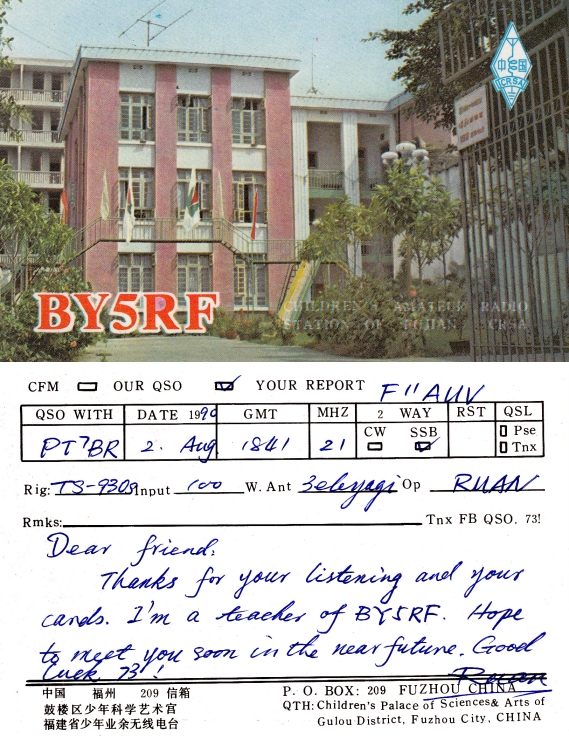 中国
CRSA
BY5RF
CHILDREN'S AMATEUR RADIO
STATION OF FUJIAN CRSA
CFM OUR QSO YOUR REPORT F11AUV
QSO WITH DATE 1990 GMT MHZ 2 WAY RST QSL
CW SSB Pse
PT7BR 2. Aug 1841 21 Tnx
Rig: TS-930s Input 100 W. Ant 3eleyagi Op RUAN
Rmks: Tnx FB QSO. 73!
Dear friend:
Thanks for your listening and your
cards. I'm a teacher of BY5RF. Hope
to meet you soon in the near future. Good
luck 73!
Ruan
中国 福州 209 信箱
鼓楼区少年科学艺术宫
福建省少年业余无线电台
P. O. BOX: 209 FUZHOU CHINA
QTH: Children's Palace of Sciences & Arts of
Gulou District, Fuzhou City, CHINA